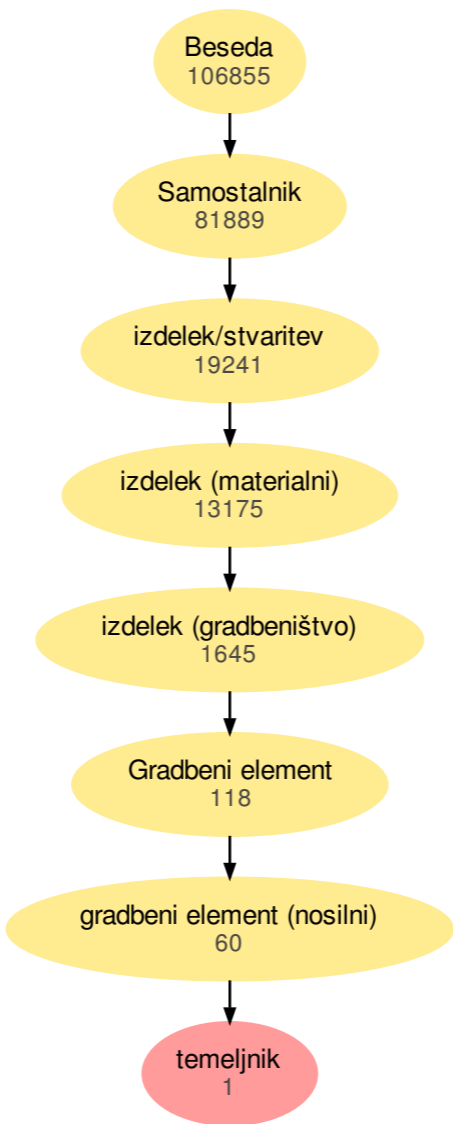 Beseda
106855
Samostalnik
81889
izdelek/stvaritev
19241
izdelek (materialni)
13175
izdelek (gradbeništvo)
1645
Gradbeni element
118
gradbeni element (nosilni)
60
temeljnik
1